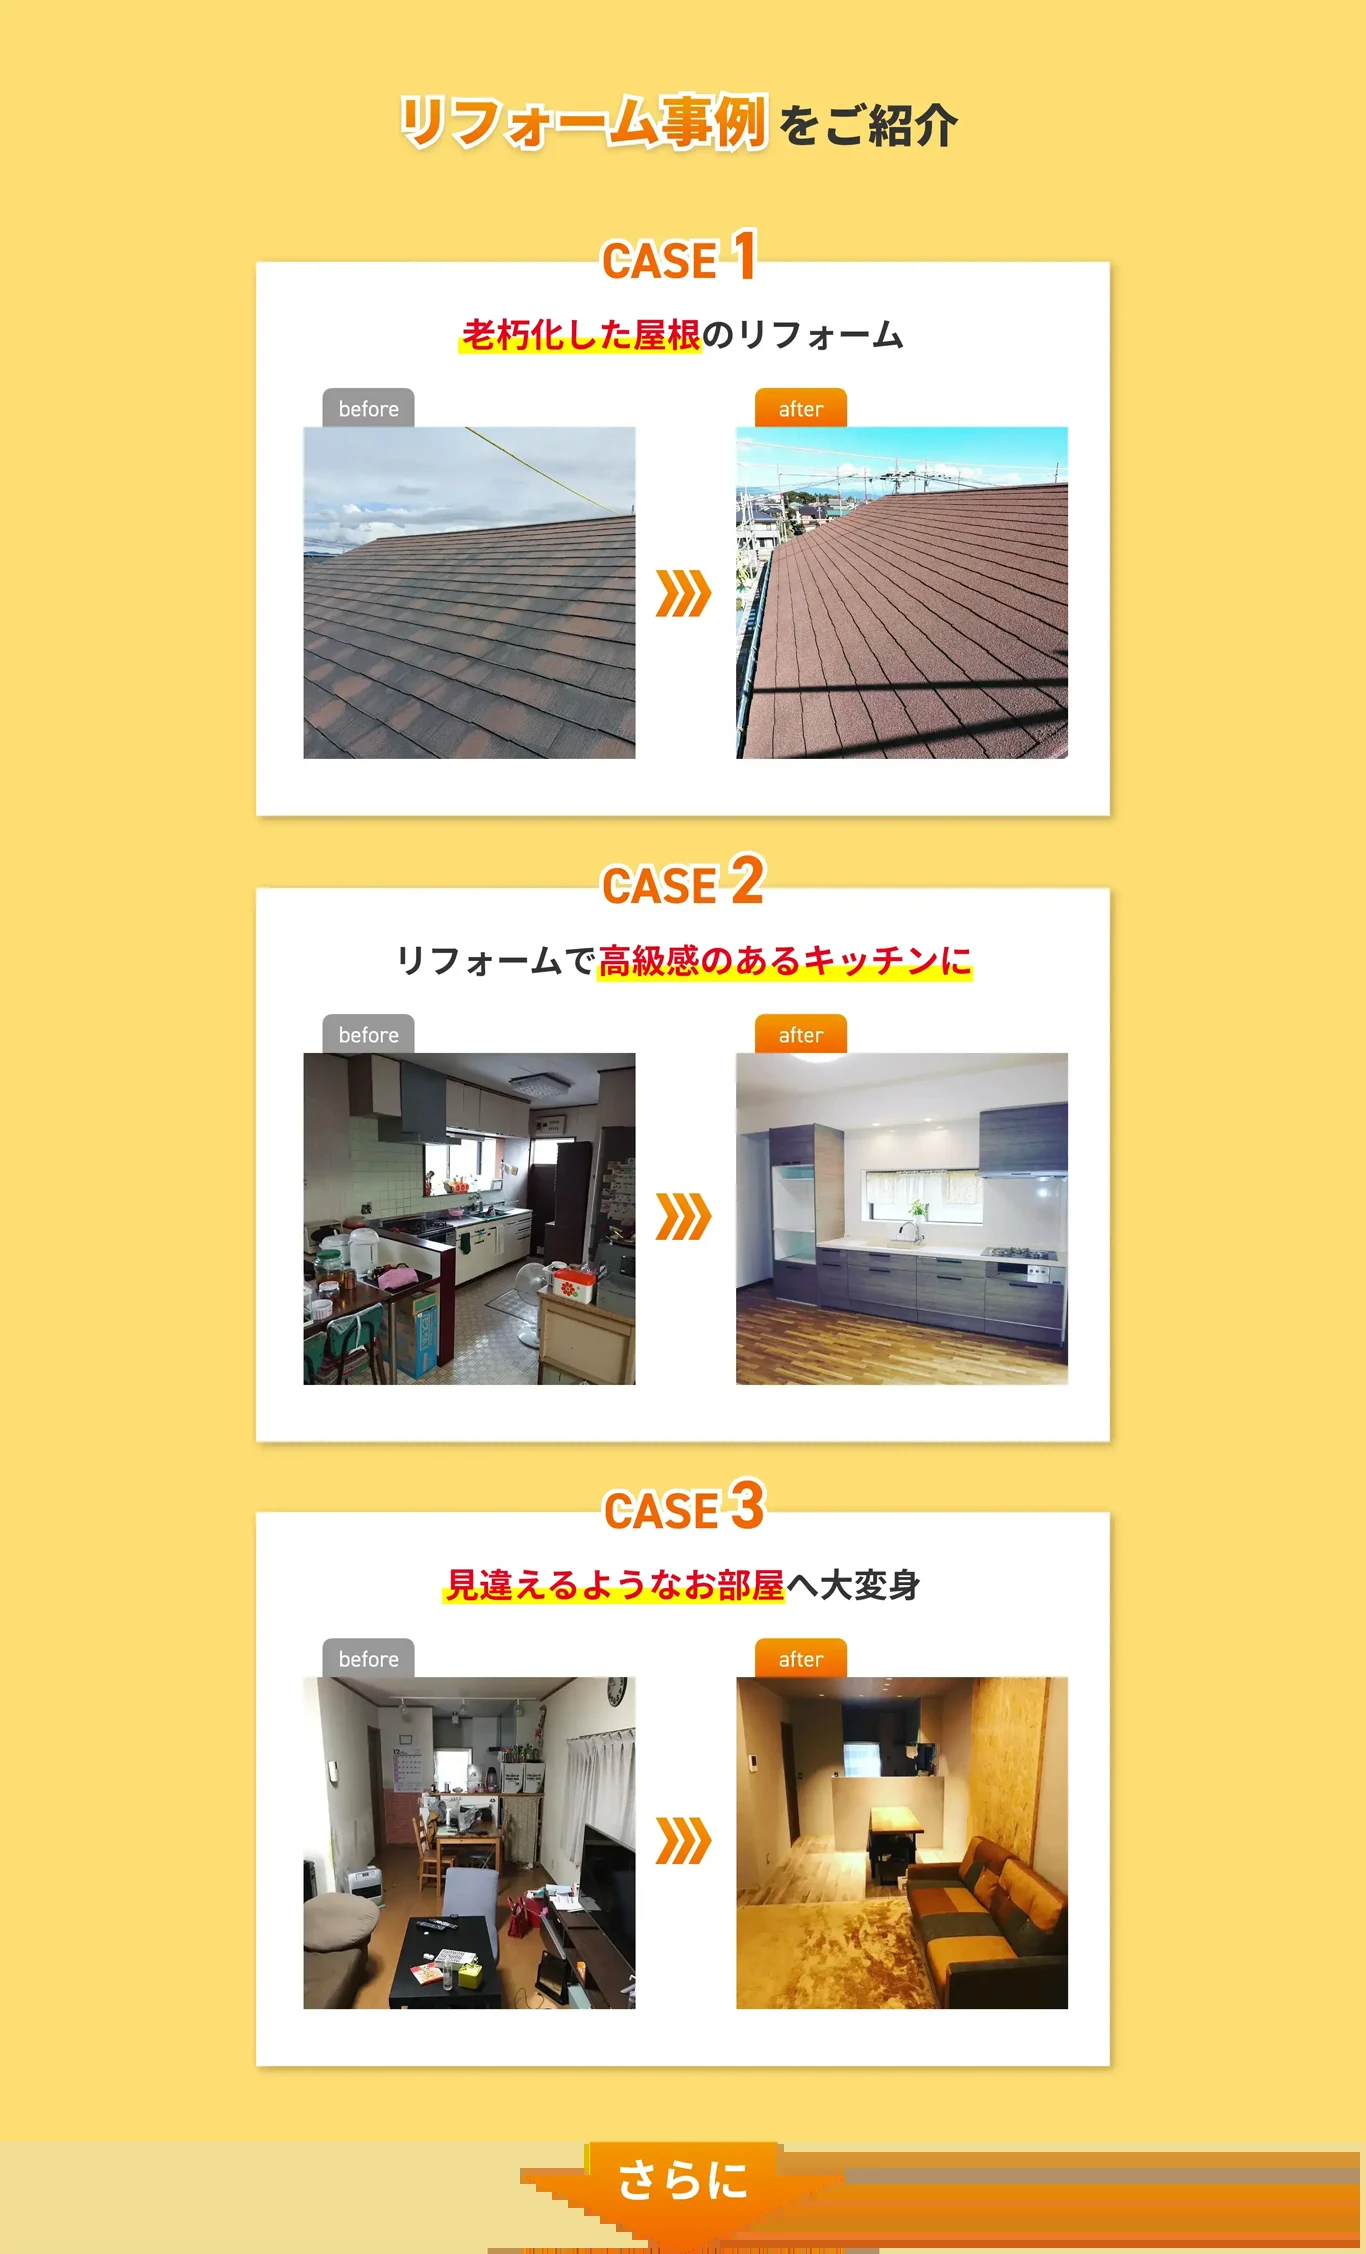 リフォーム事例をご紹介
CASE 1
老朽化した屋根のリフォーム
before
after
CASE 2
リフォームで高級感のあるキッチンに
before
after
CASE 3
見違えるようなお部屋へ大変身
before
after
さらに